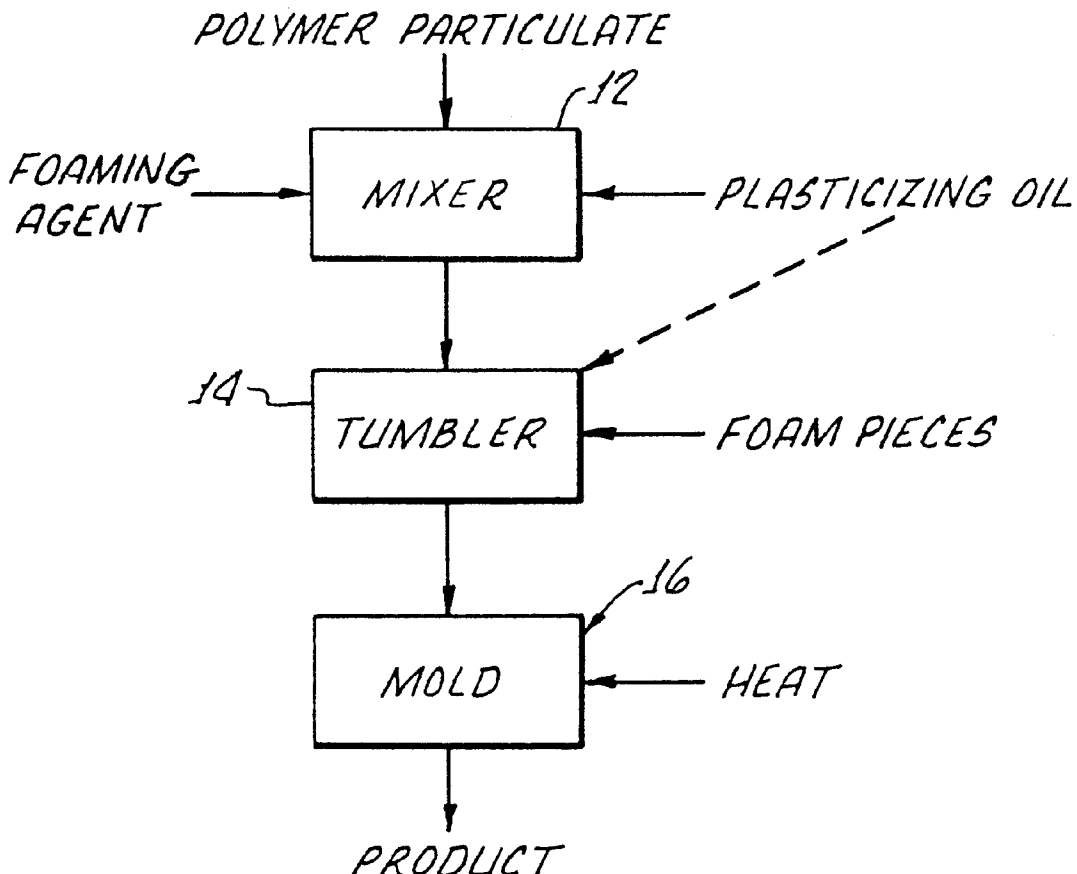 POLYMER PARTICULATE
12
FOAMING
AGENT
MIXER
PLASTICIZING OIL
14
TUMBLER
FOAM PIECES
16
MOLD
HEAT
PRODUCT